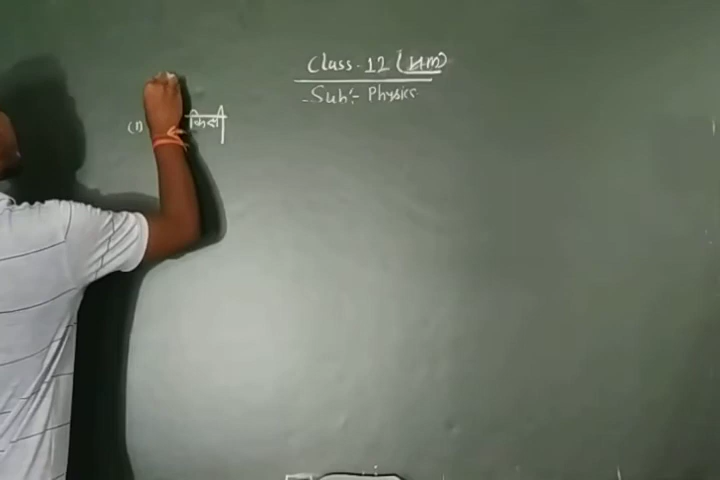 Class - 12 (HM)
Sub:- Physics
(1) किसी